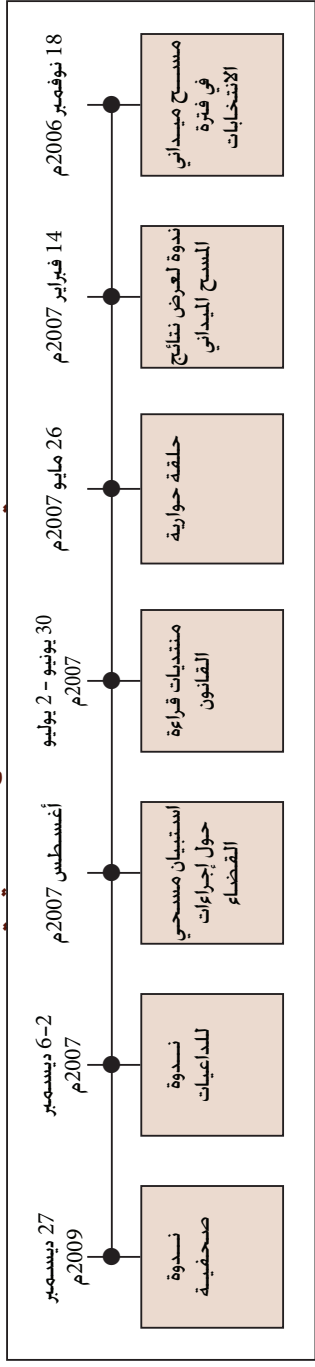 18 نوفمبر 2006م
مسح ميداني
في فترة
الانتخابات
14 فبراير 2007م
ندوة لعرض نتائج
المسح الميداني
26 مايو 2007م
حلقة حوارية
30 يونيو - 2 يوليو
2007م
منتديات قراءة
القانون
أغسطس 2007م
استبيان مسحي
حول إجراءات
القضاء
2-6 ديسمبر
2007م
ندوة
للداعيات
27 ديسمبر
2009م
ندوة
صحفية